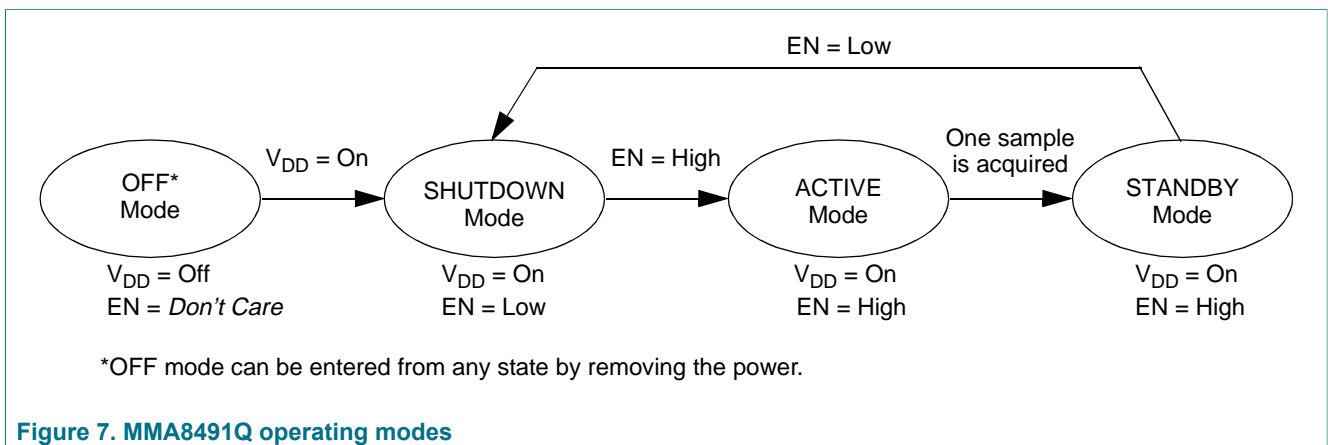 EN = Low
V_DD = On
EN = High
One sample
is acquired
OFF*
Mode
SHUTDOWN
Mode
ACTIVE
Mode
STANDBY
Mode
V_DD = Off
EN = Don't Care
V_DD = On
EN = Low
V_DD = On
EN = High
V_DD = On
EN = High
*OFF mode can be entered from any state by removing the power.
Figure 7. MMA8491Q operating modes